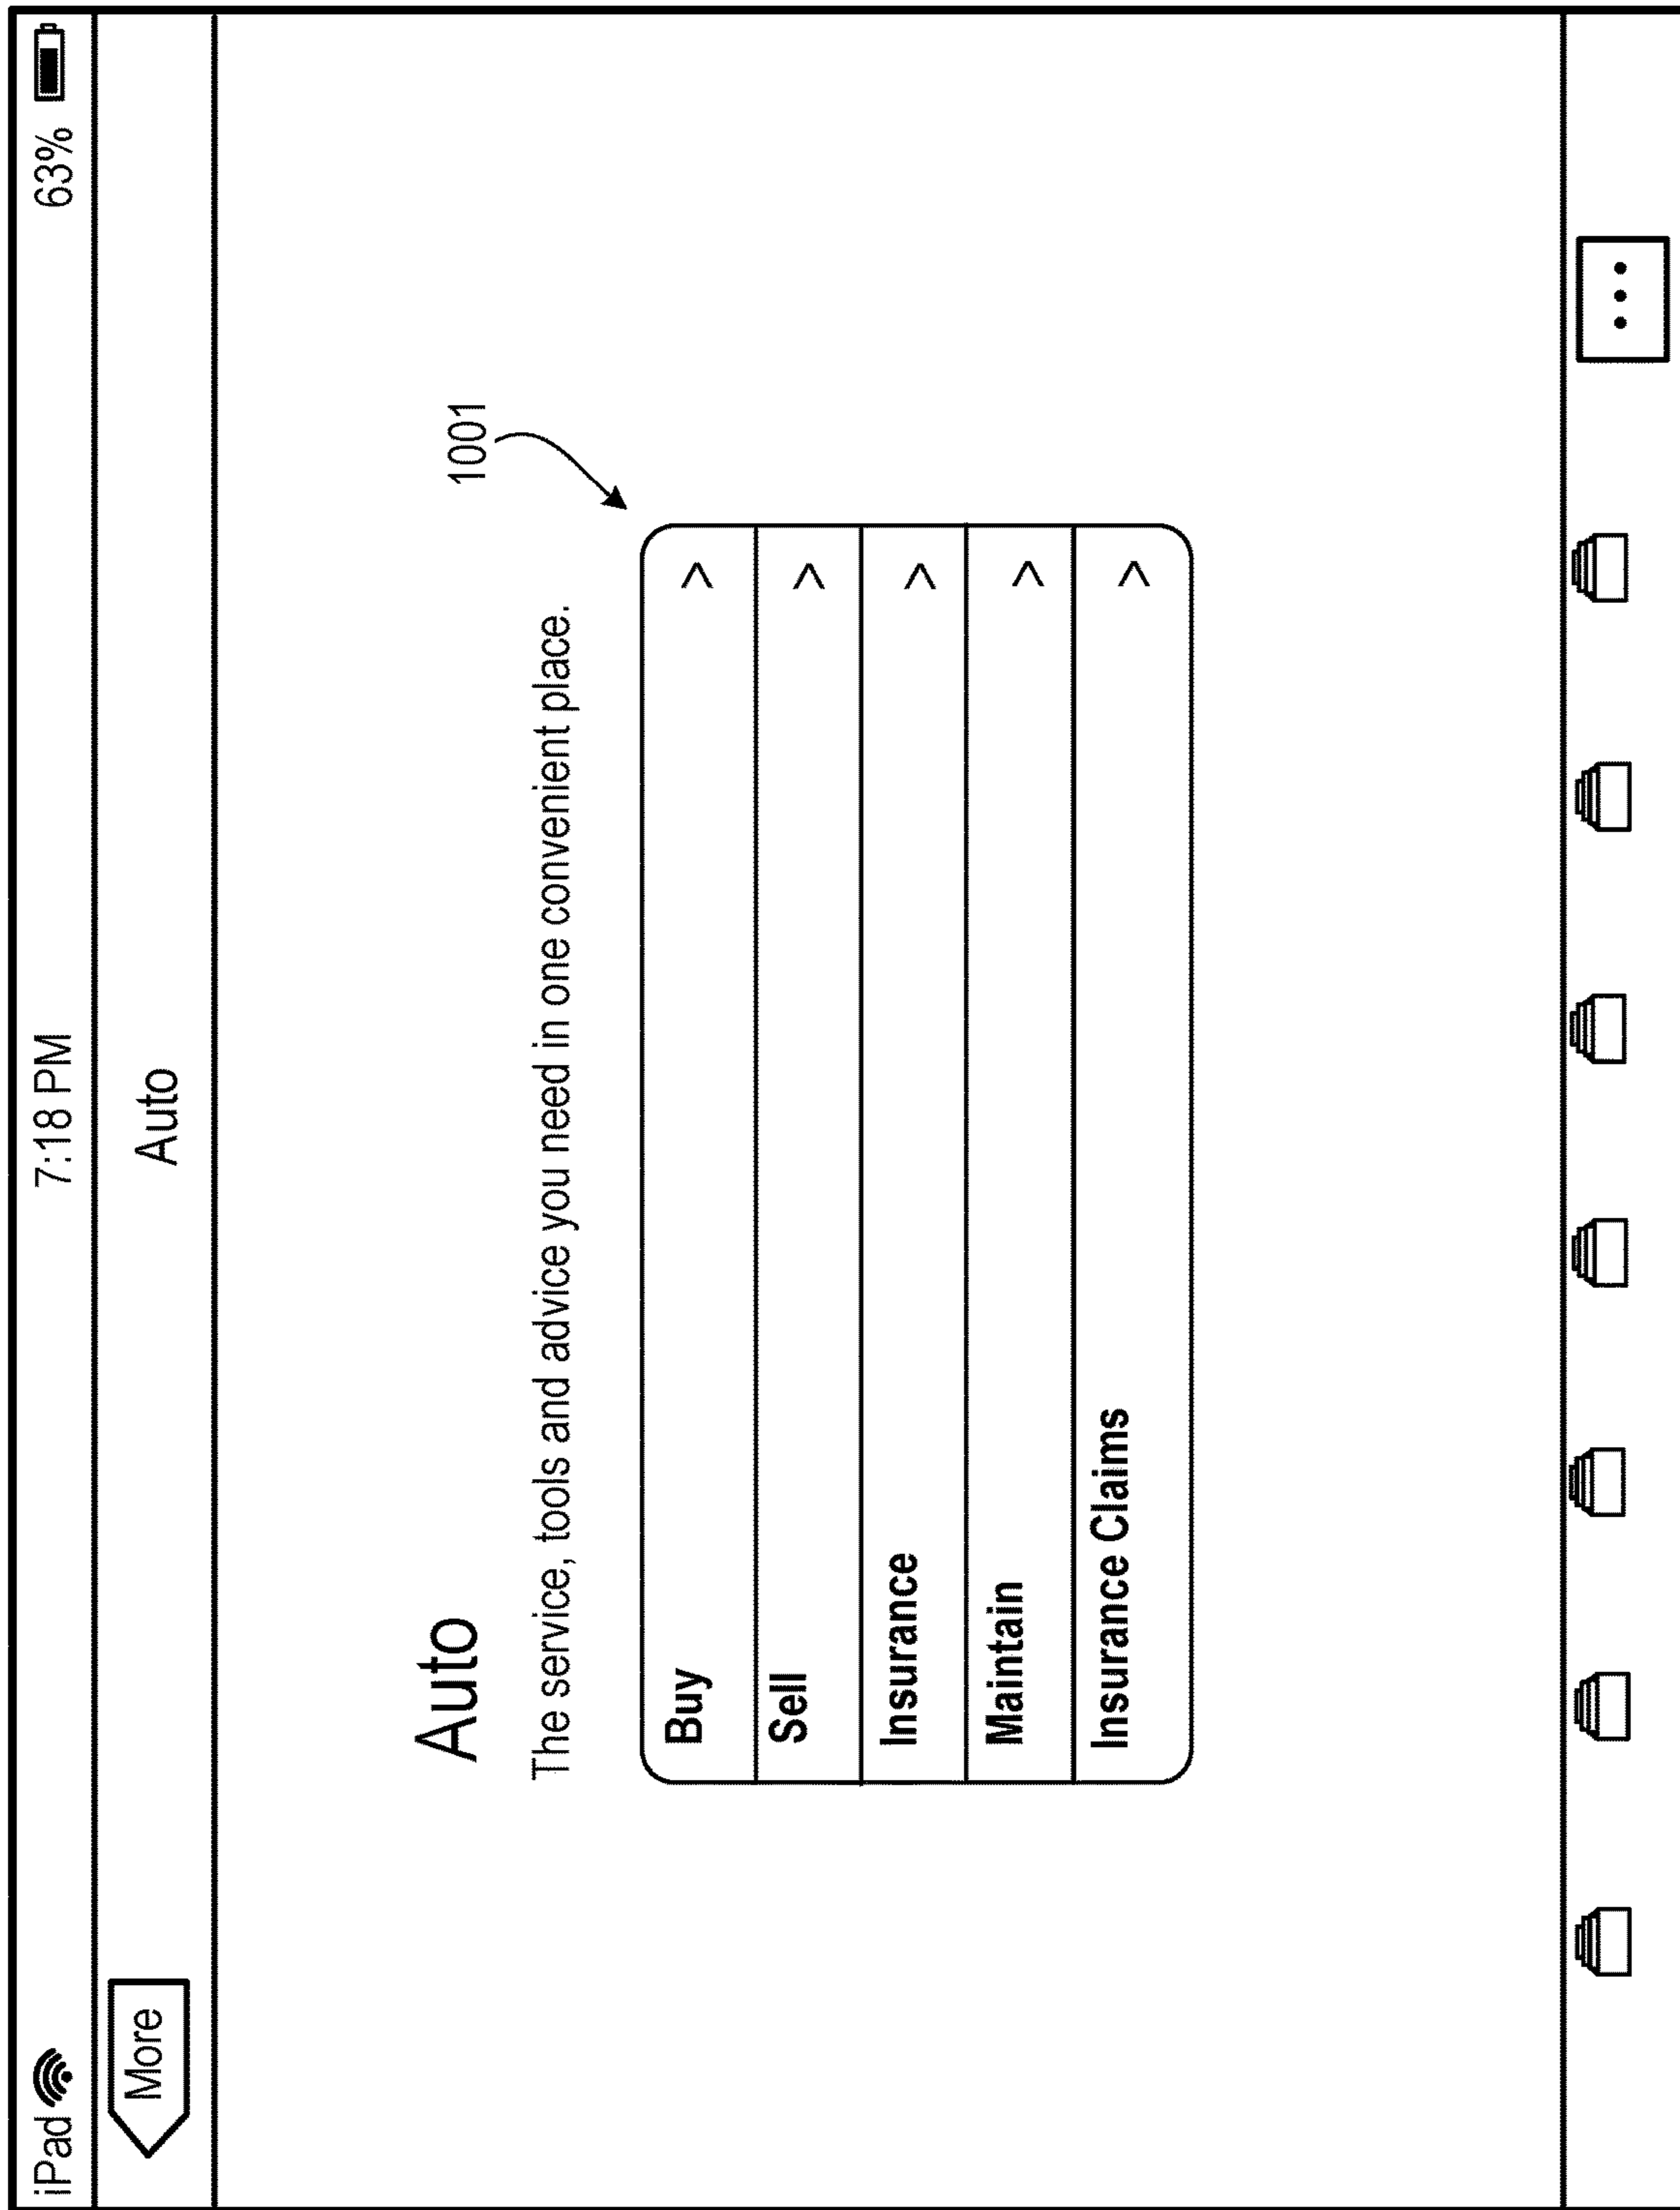 iPad 7:18 PM 63%
More Auto
1001
Auto
The service, tools and advice you need in one convenient place.
Buy >
Sell >
Insurance >
Maintain >
Insurance Claims >